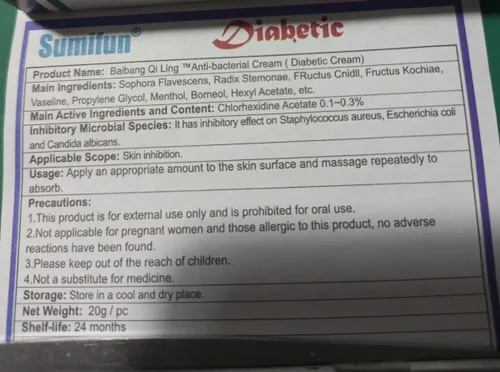 Sumifun® Diabetic
Product Name: Baibang Qi Ling ™Anti-bacterial Cream ( Diabetic Cream)
Main Ingredients: Sophora Flavescens, Radix Stemonae, FRuctus Cnidll, Fructus Kochiae,
Vaseline, Propylene Glycol, Menthol, Borneol, Hexyl Acetate, etc.
Main Active Ingredients and Content: Chlorhexidine Acetate 0.1~0.3%
Inhibitory Microbial Species: It has inhibitory effect on Staphylococcus aureus, Escherichia coli
and Candida albicans.
Applicable Scope: Skin inhibition.
Usage: Apply an appropriate amount to the skin surface and massage repeatedly to
absorb.
Precautions:
1.This product is for external use only and is prohibited for oral use.
2.Not applicable for pregnant women and those allergic to this product, no adverse
reactions have been found.
3.Please keep out of the reach of children.
4.Not a substitute for medicine.
Storage: Store in a cool and dry place.
Net Weight: 20g / pc
Shelf-life: 24 months